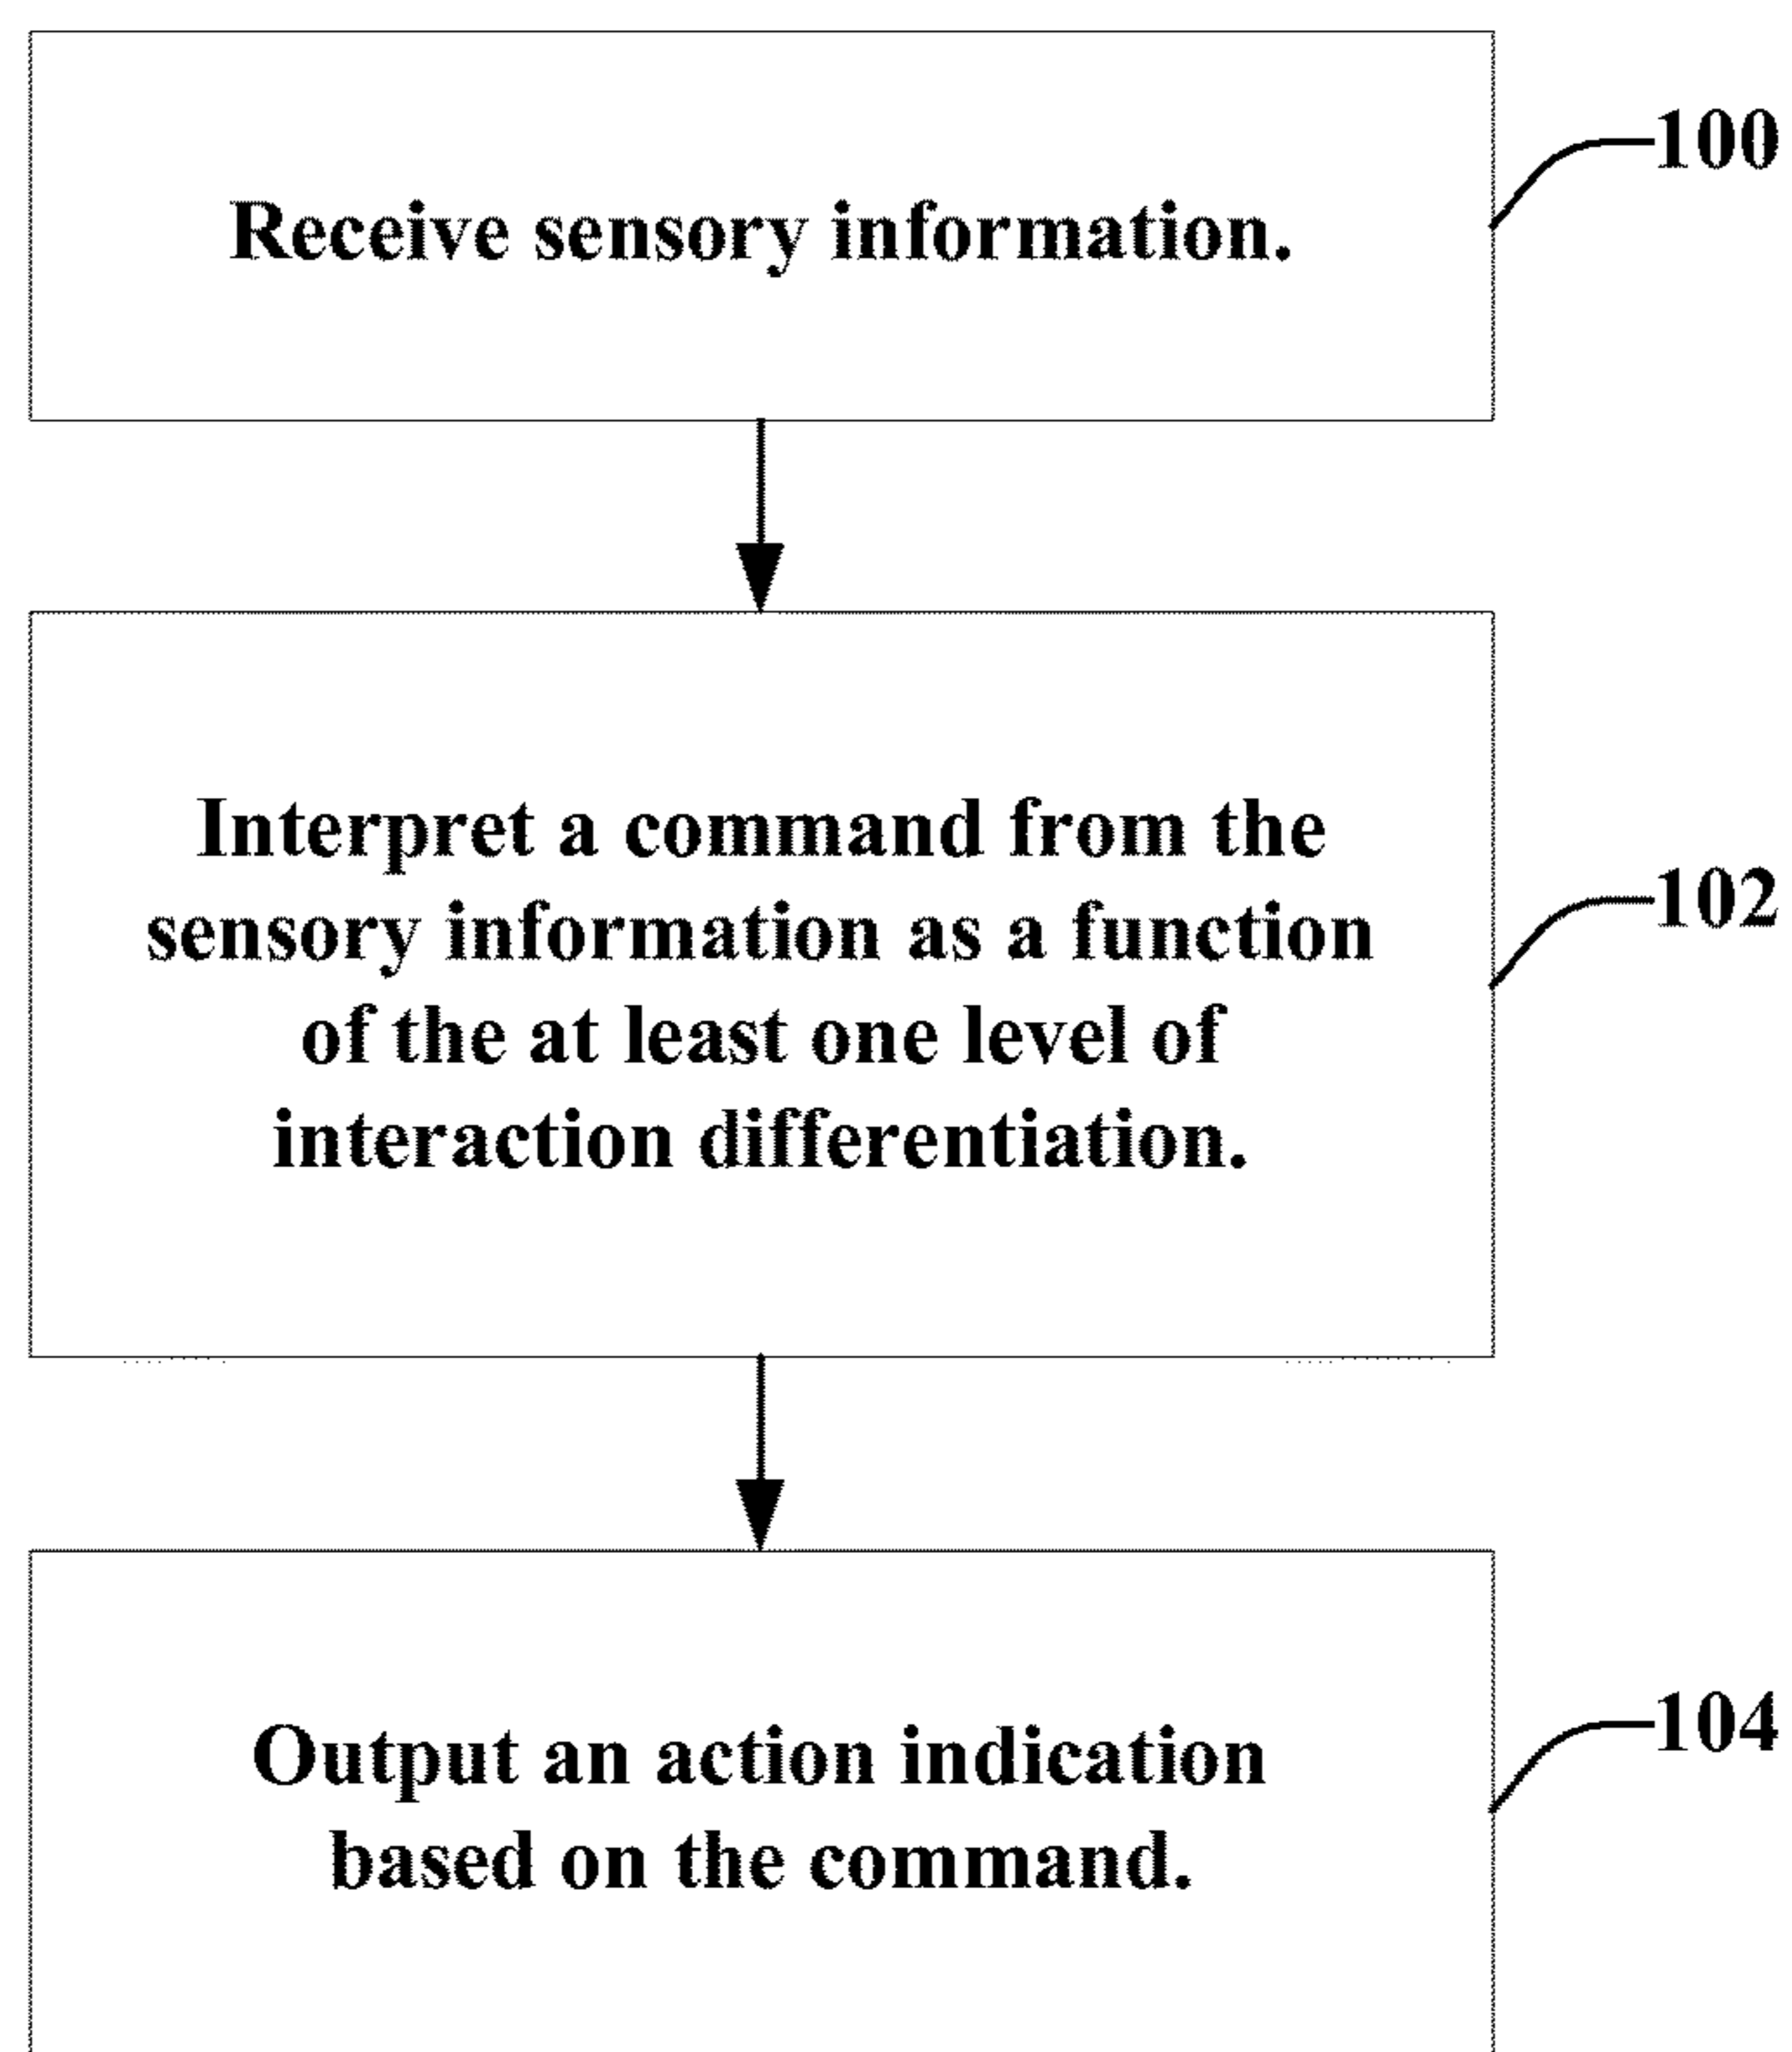 100
Receive sensory information.
Interpret a command from the
102
sensory information as a function
of the at least one level of
interaction differentiation.
104
Output an action indication
based on the command.